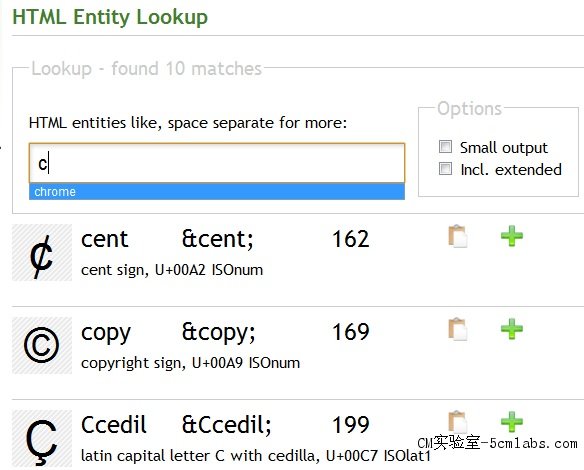 HTML Entity Lookup
Lookup - found 10 matches
Options
HTML entities like, space separate for more:
Small output
c
Incl. extended
chrome
¢ cent &cent; 162
cent sign, U+00A2 ISOnum
© copy &copy; 169
copyright sign, U+00A9 ISOnum
Ç Ccedil &Ccedil; 199
CM实验室-5cmlabs.com
latin capital letter C with cedilla, U+00C7 ISOlat1